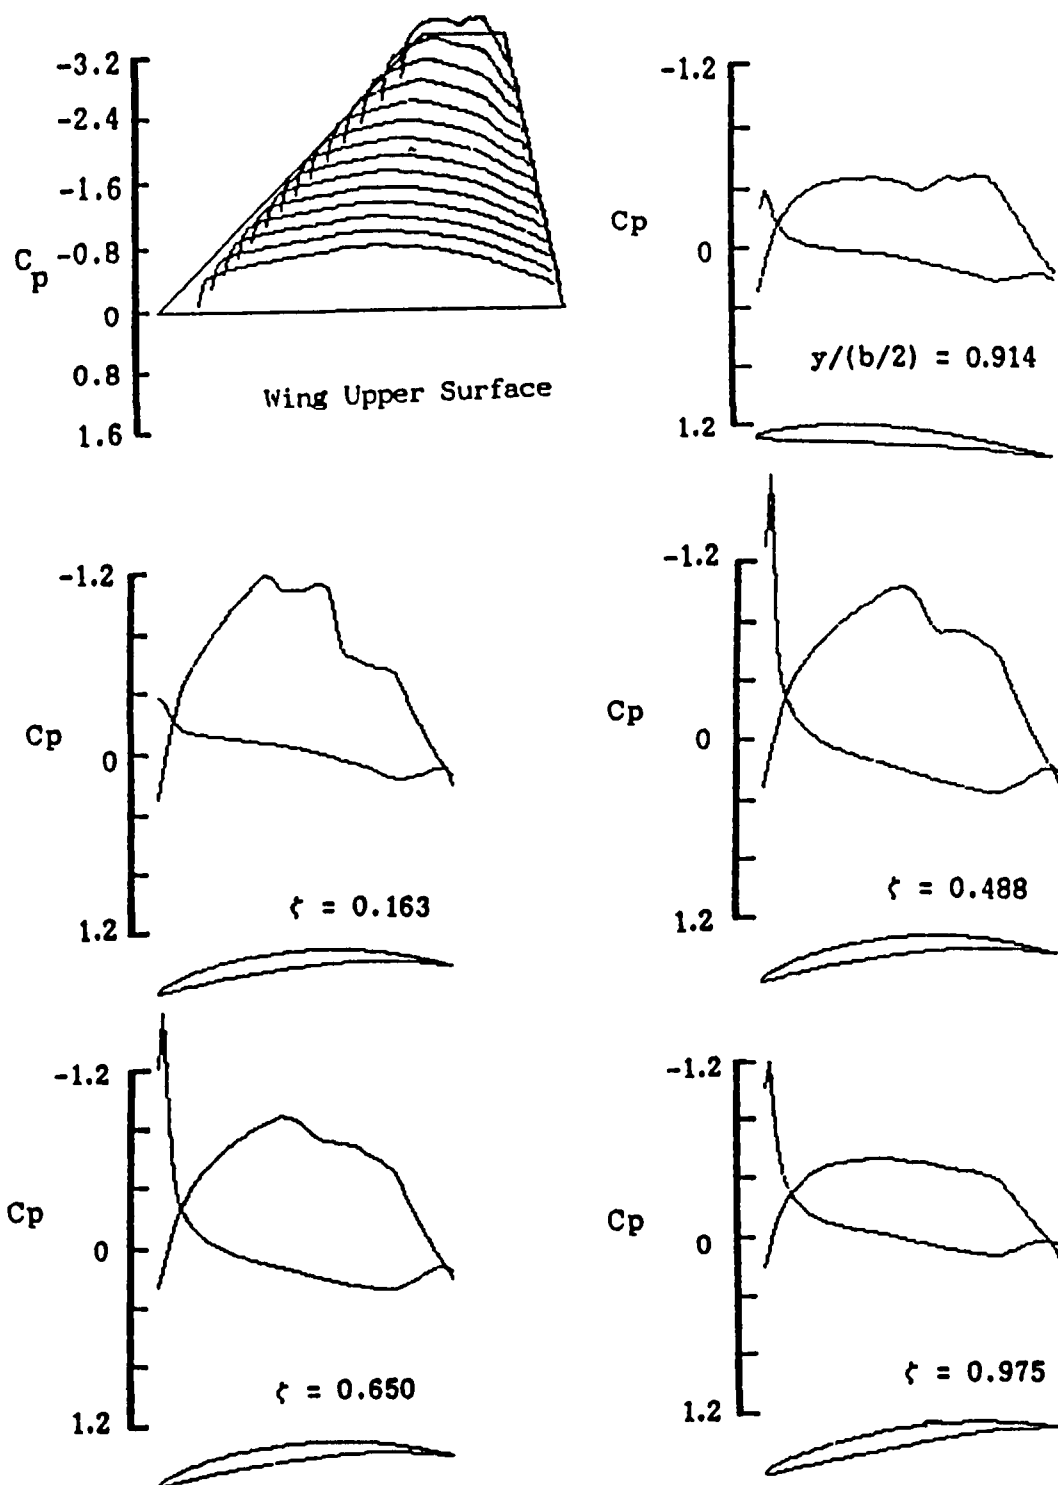 -3.2
-2.4
-1.6
C_p -0.8
0
0.8
1.6
Wing Upper Surface
-1.2
Cp
0
y/(b/2) = 0.914
1.2
-1.2
Cp
0
ζ = 0.163
1.2
-1.2
Cp
0
ζ = 0.488
1.2
-1.2
Cp
0
ζ = 0.650
1.2
-1.2
Cp
0
ζ = 0.975
1.2